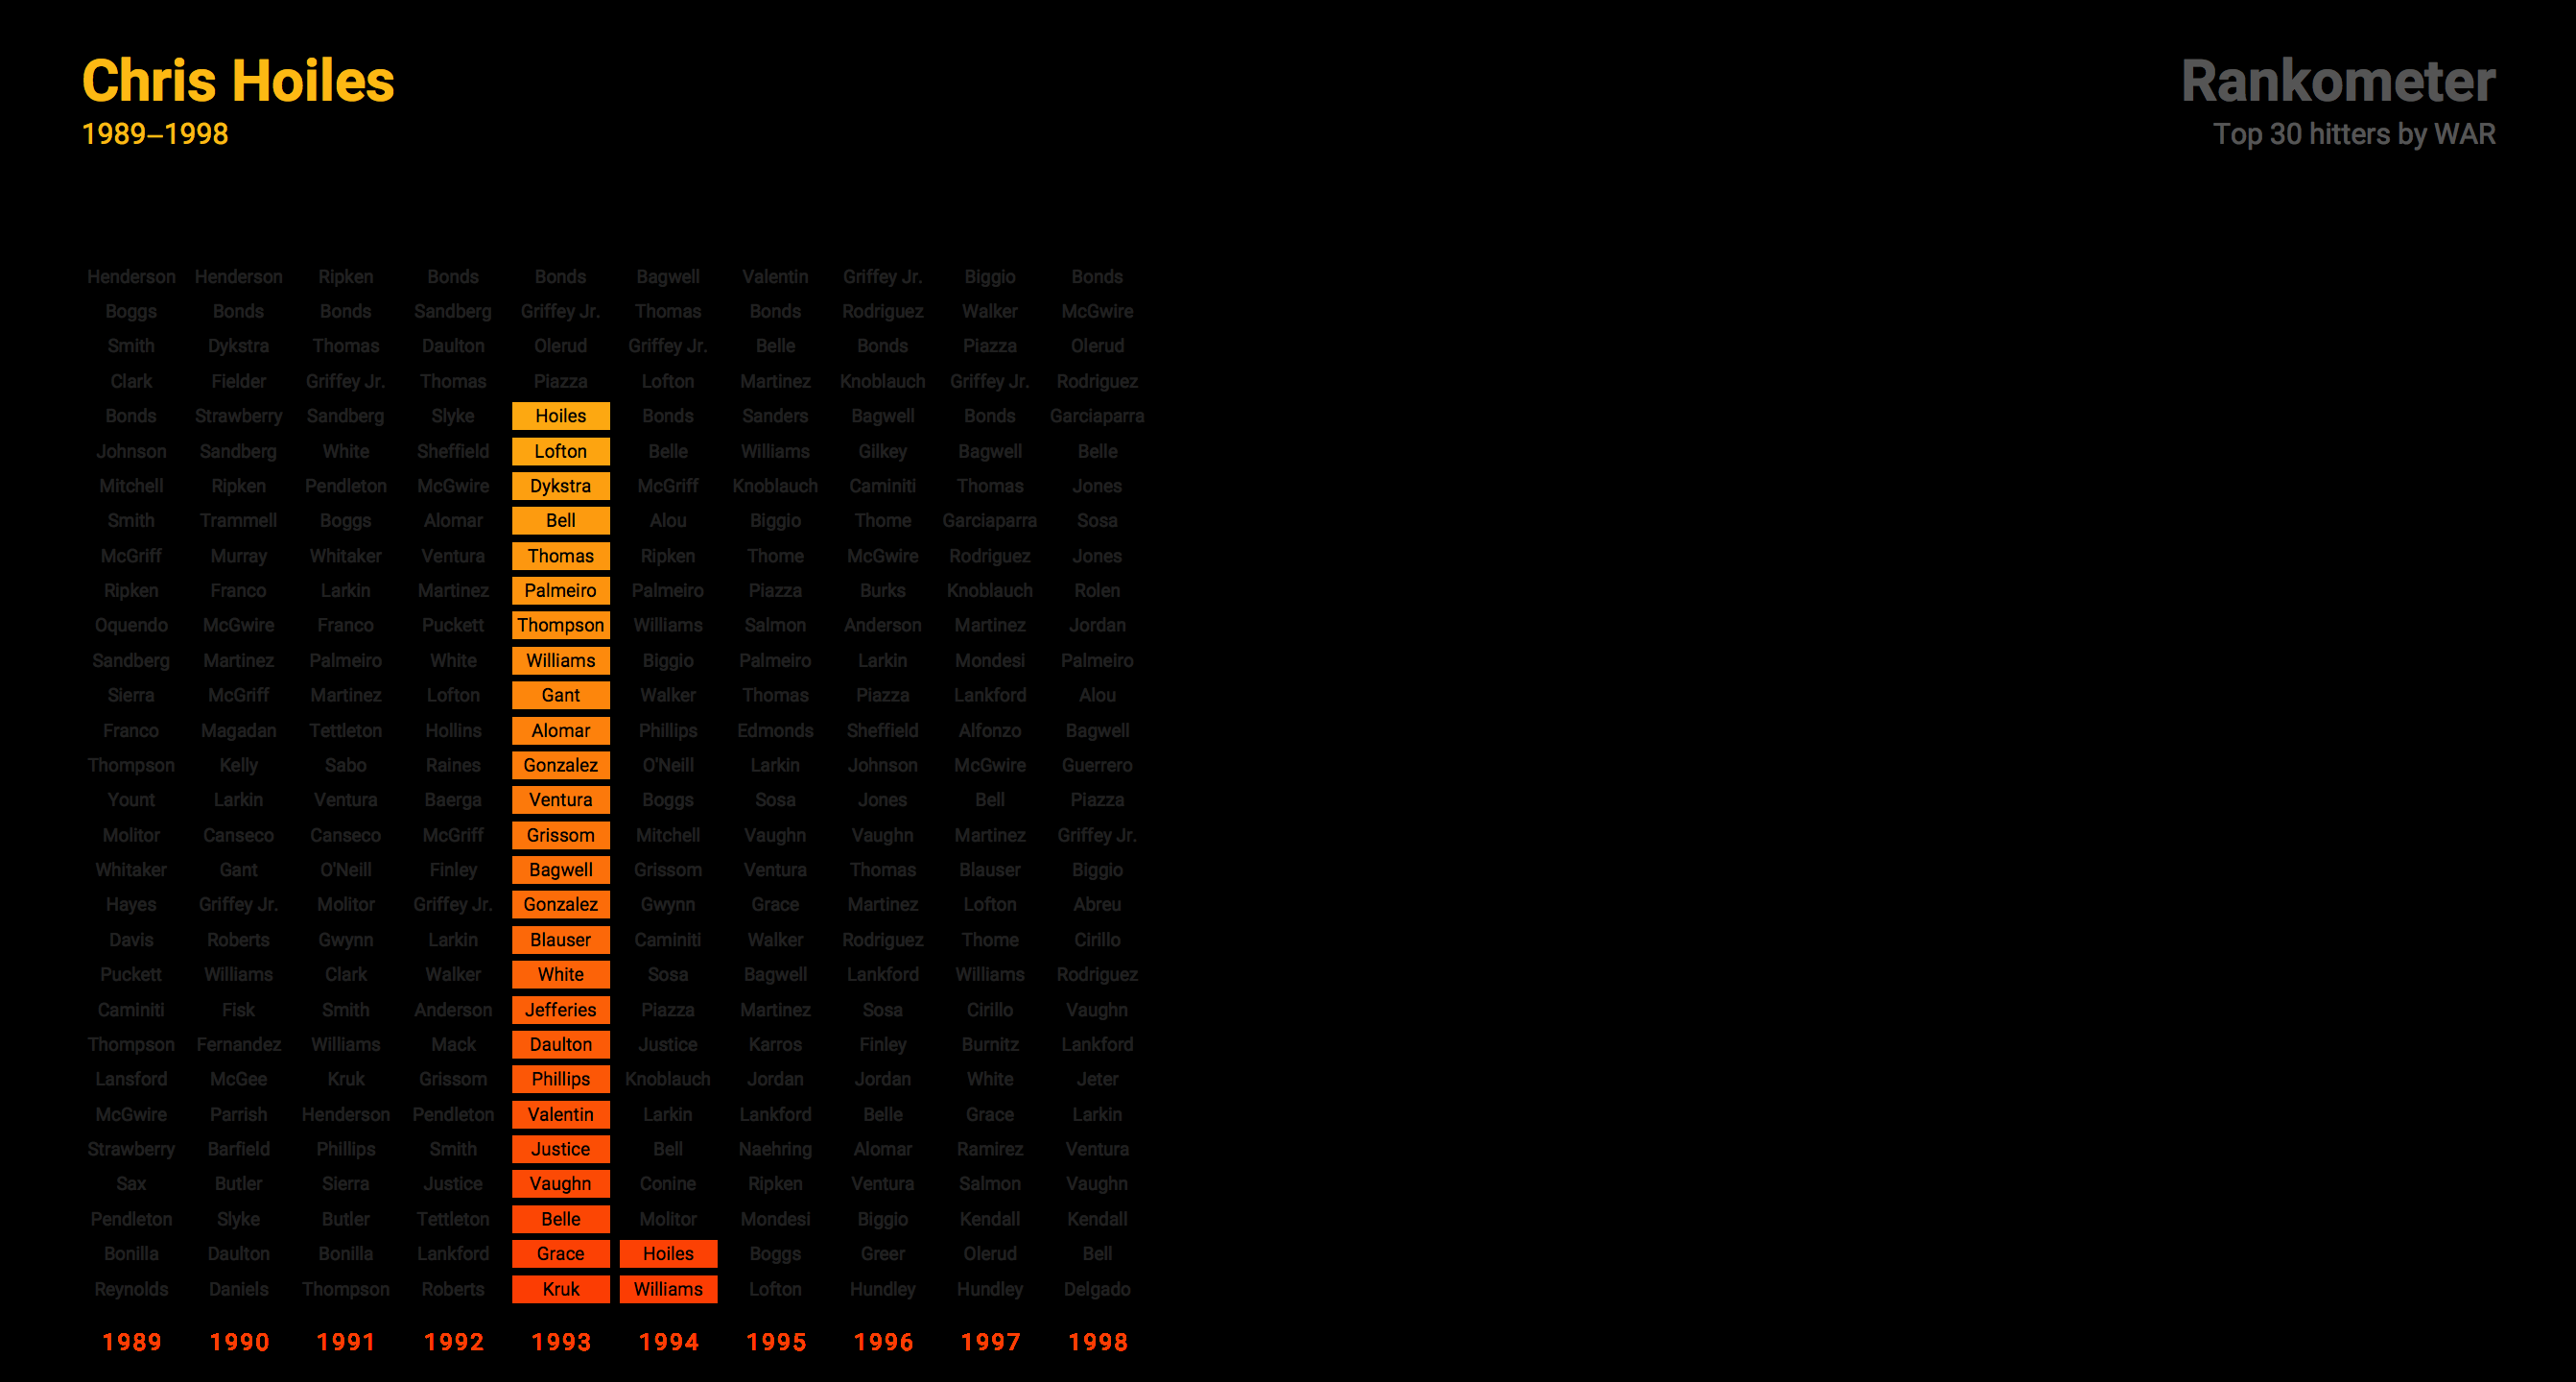 Chris Hoiles
1989–1998
Rankometer
Top 30 hitters by WAR
Henderson Henderson Ripken Bonds Bonds Bagwell Valentin Griffey Jr. Biggio Bonds
Boggs Bonds Bonds Sandberg Griffey Jr. Thomas Bonds Rodriguez Walker McGwire
Smith Dykstra Thomas Daulton Olerud Griffey Jr. Belle Bonds Piazza Olerud
Clark Fielder Griffey Jr. Thomas Piazza Lofton Martinez Knoblauch Griffey Jr. Rodriguez
Bonds Strawberry Sandberg Slyke Hoiles Bonds Sanders Bagwell Bonds Garciaparra
Johnson Sandberg White Sheffield Lofton Belle Williams Gilkey Bagwell Belle
Mitchell Ripken Pendleton McGwire Dykstra McGriff Knoblauch Caminiti Thomas Jones
Smith Trammell Boggs Alomar Bell Alou Biggio Thome Garciaparra Sosa
McGriff Murray Whitaker Ventura Thomas Ripken Thome McGwire Rodriguez Jones
Ripken Franco Larkin Martinez Palmeiro Palmeiro Piazza Burks Knoblauch Rolen
Oquendo McGwire Franco Puckett Thompson Williams Salmon Anderson Martinez Jordan
Sandberg Martinez Palmeiro White Williams Biggio Palmeiro Larkin Mondesi Palmeiro
Sierra McGriff Martinez Lofton Gant Walker Thomas Piazza Lankford Alou
Franco Magadan Tettleton Hollins Alomar Phillips Edmonds Sheffield Alfonzo Bagwell
Thompson Kelly Sabo Raines Gonzalez O'Neill Larkin Johnson McGwire Guerrero
Yount Larkin Ventura Baerga Ventura Boggs Sosa Jones Bell Piazza
Molitor Canseco Canseco McGriff Grissom Mitchell Vaughn Vaughn Martinez Griffey Jr.
Whitaker Gant O'Neill Finley Bagwell Grissom Ventura Thomas Blauser Biggio
Hayes Griffey Jr. Molitor Griffey Jr. Gonzalez Gwynn Grace Martinez Lofton Abreu
Davis Roberts Gwynn Larkin Blauser Caminiti Walker Rodriguez Thome Cirillo
Puckett Williams Clark Walker White Sosa Bagwell Lankford Williams Rodriguez
Caminiti Fisk Smith Anderson Jefferies Piazza Martinez Sosa Cirillo Vaughn
Thompson Fernandez Williams Mack Daulton Justice Karros Finley Burnitz Lankford
Lansford McGee Kruk Grissom Phillips Knoblauch Jordan Jordan White Jeter
McGwire Parrish Henderson Pendleton Valentin Larkin Lankford Belle Grace Larkin
Strawberry Barfield Phillips Smith Justice Bell Naehring Alomar Ramirez Ventura
Sax Butler Sierra Justice Vaughn Conine Ripken Ventura Salmon Vaughn
Pendleton Slyke Butler Tettleton Belle Molitor Mondesi Biggio Kendall Kendall
Bonilla Daulton Bonilla Lankford Grace Hoiles Boggs Greer Olerud Bell
Reynolds Daniels Thompson Roberts Kruk Williams Lofton Hundley Hundley Delgado
1989 1990 1991 1992 1993 1994 1995 1996 1997 1998